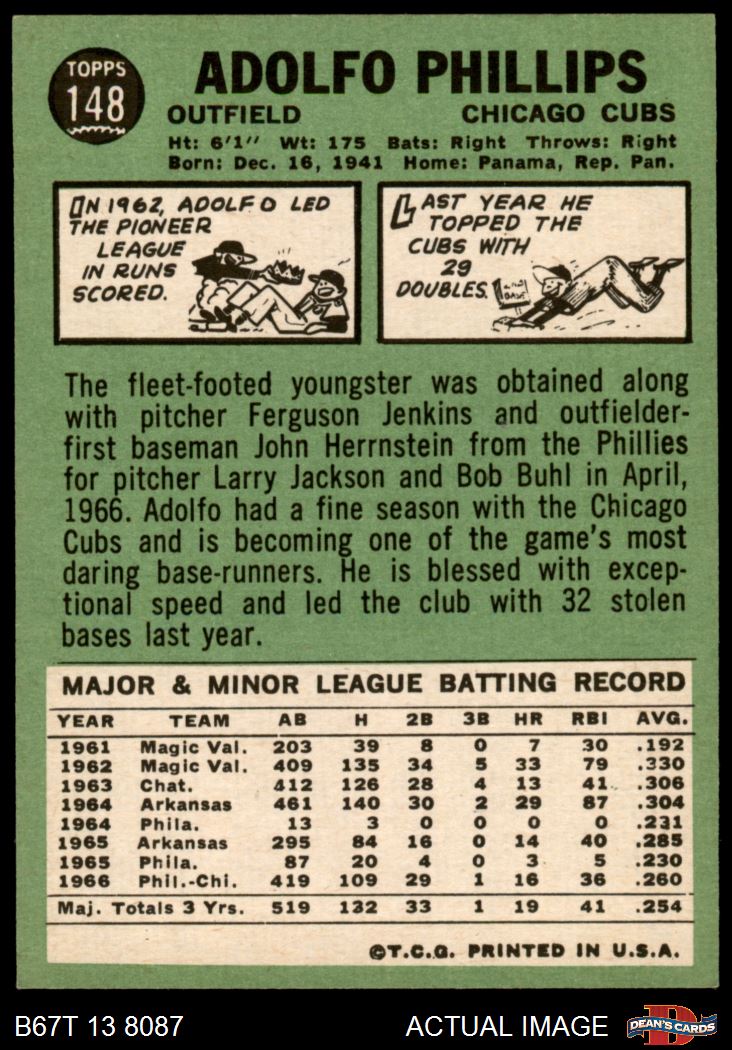 TOPPS
148
ADOLFO PHILLIPS
OUTFIELD CHICAGO CUBS
Ht: 6'1" Wt: 175 Bats: Right Throws: Right
Born: Dec. 16, 1941 Home: Panama, Rep. Pan.
IN 1962, ADOLFO LED
THE PIONEER
LEAGUE
IN RUNS
SCORED.
LAST YEAR HE
TOPPED THE
CUBS WITH
29
DOUBLES.
BASE
The fleet-footed youngster was obtained along
with pitcher Ferguson Jenkins and outfielder-
first baseman John Herrnstein from the Phillies
for pitcher Larry Jackson and Bob Buhl in April,
1966. Adolfo had a fine season with the Chicago
Cubs and is becoming one of the game's most
daring base-runners. He is blessed with excep-
tional speed and led the club with 32 stolen
bases last year.
MAJOR & MINOR LEAGUE BATTING RECORD
YEAR TEAM AB H 2B 3B HR RBI AVG.
1961 Magic Val. 203 39 8 0 7 30 .192
1962 Magic Val. 409 135 34 5 33 79 .330
1963 Chat. 412 126 28 4 13 41 .306
1964 Arkansas 461 140 30 2 29 87 .304
1964 Phila. 13 3 0 0 0 0 .231
1965 Arkansas 295 84 16 0 14 40 .285
1965 Phila. 87 20 4 0 3 5 .230
1966 Phil.-Chi. 419 109 29 1 16 36 .260
Maj. Totals 3 Yrs. 519 132 33 1 19 41 .254
©T.C.G. PRINTED IN U.S.A.
B67T 13 8087 ACTUAL IMAGE DEAN'S CARDS